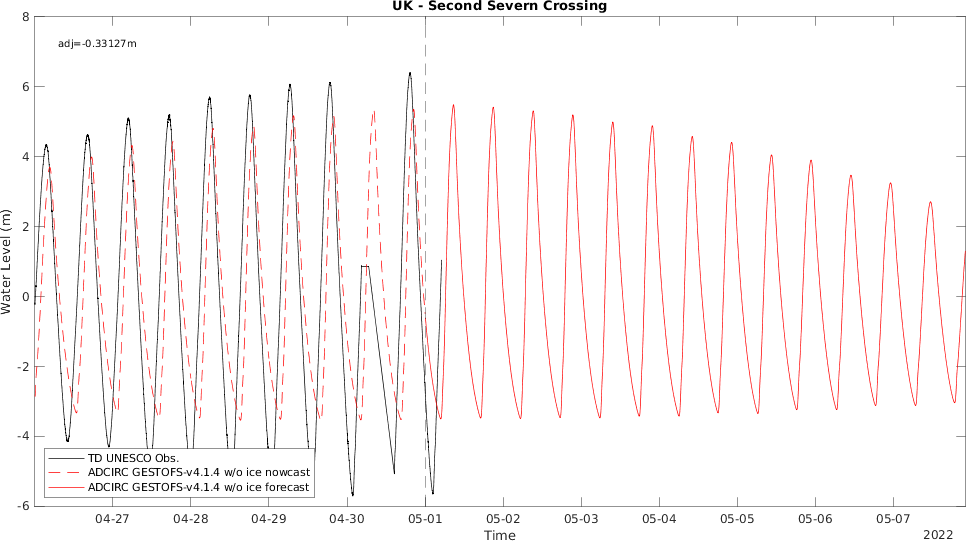 UK - Second Severn Crossing
adj=-0.33127m
8
6
4
2
0
-2
-4
-6
Water Level (m)
TD UNESCO Obs.
ADCIRC GESTOFS-v4.1.4 w/o ice nowcast
ADCIRC GESTOFS-v4.1.4 w/o ice forecast
04-27 04-28 04-29 04-30 05-01 05-02 05-03 05-04 05-05 05-06 05-07
Time
2022